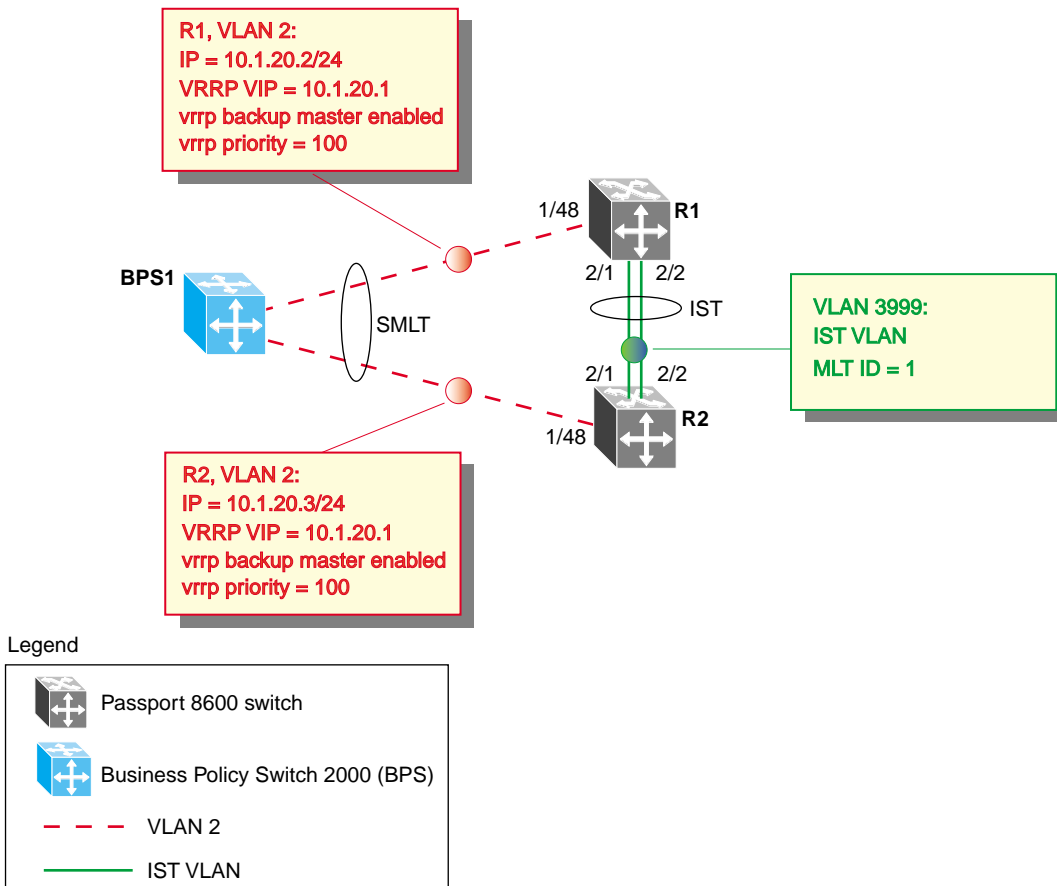 R1, VLAN 2:
IP = 10.1.20.2/24
VRRP VIP = 10.1.20.1
vrrp backup master enabled
vrrp priority = 100
1/48
R1
BPS1
2/1
2/2
IST
SMLT
VLAN 3999:
IST VLAN
MLT ID = 1
2/1
2/2
R2
1/48
R2, VLAN 2:
IP = 10.1.20.3/24
VRRP VIP = 10.1.20.1
vrrp backup master enabled
vrrp priority = 100
Legend
Passport 8600 switch
Business Policy Switch 2000 (BPS)
VLAN 2
IST VLAN